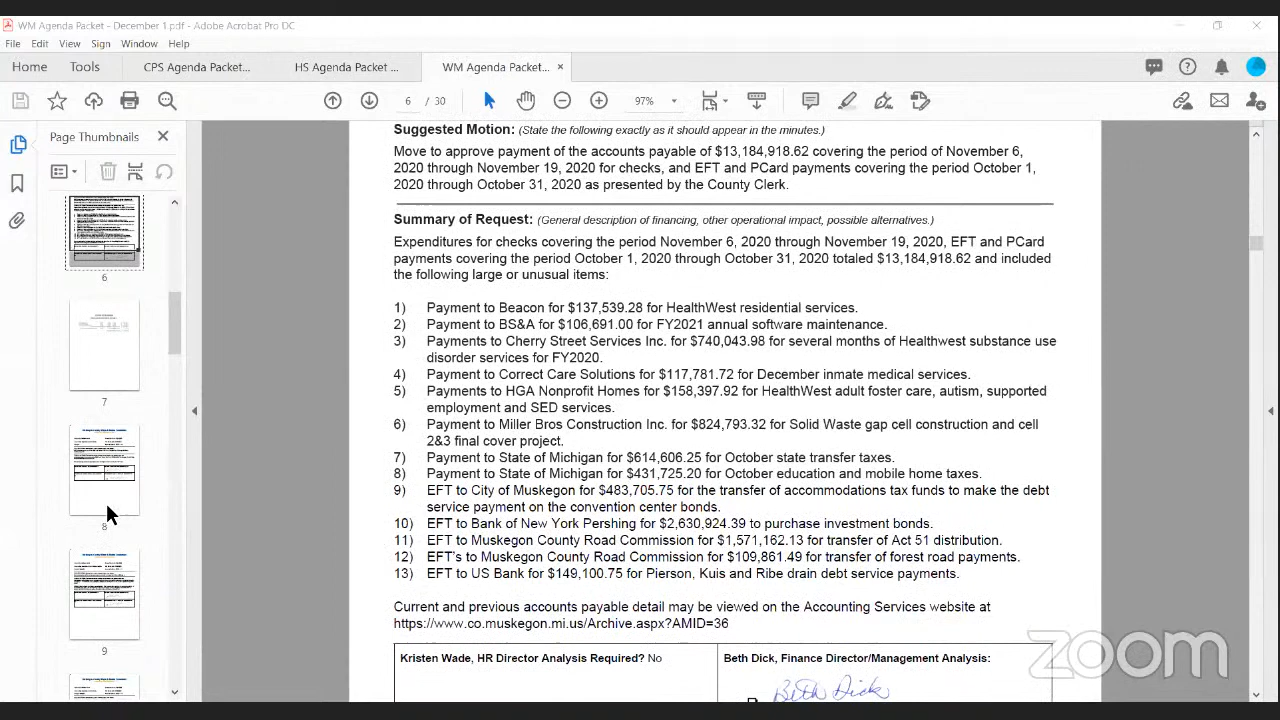 WM Agenda Packet - December 1.pdf - Adobe Acrobat Pro DC
File Edit View Sign Window Help
Home Tools CPS Agenda Packet... HS Agenda Packet ... WM Agenda Packet... ×
6 / 30 97%
Page Thumbnails
6
7
8
9
Suggested Motion: (State the following exactly as it should appear in the minutes.)
Move to approve payment of the accounts payable of $13,184,918.62 covering the period of November 6,
2020 through November 19, 2020 for checks, and EFT and PCard payments covering the period October 1,
2020 through October 31, 2020 as presented by the County Clerk.
Summary of Request: (General description of financing, other operational impact, possible alternatives.)
Expenditures for checks covering the period November 6, 2020 through November 19, 2020, EFT and PCard
payments covering the period October 1, 2020 through October 31, 2020 totaled $13,184,918.62 and included
the following large or unusual items:
1) Payment to Beacon for $137,539.28 for HealthWest residential services.
2) Payment to BS&A for $106,691.00 for FY2021 annual software maintenance.
3) Payments to Cherry Street Services Inc. for $740,043.98 for several months of Healthwest substance use
disorder services for FY2020.
4) Payment to Correct Care Solutions for $117,781.72 for December inmate medical services.
5) Payments to HGA Nonprofit Homes for $158,397.92 for HealthWest adult foster care, autism, supported
employment and SED services.
6) Payment to Miller Bros Construction Inc. for $824,793.32 for Solid Waste gap cell construction and cell
2&3 final cover project.
7) Payment to State of Michigan for $614,606.25 for October state transfer taxes.
8) Payment to State of Michigan for $431,725.20 for October education and mobile home taxes.
9) EFT to City of Muskegon for $483,705.75 for the transfer of accommodations tax funds to make the debt
service payment on the convention center bonds.
10) EFT to Bank of New York Pershing for $2,630,924.39 to purchase investment bonds.
11) EFT to Muskegon County Road Commission for $1,571,162.13 for transfer of Act 51 distribution.
12) EFT's to Muskegon County Road Commission for $109,861.44 for transfer of forest road payments.
13) EFT to US Bank for $149,100.75 for Pierson, Kuis and Ribe drain debt service payments.
Current and previous accounts payable detail may be viewed on the Accounting Services website at
https://www.co.muskegon.mi.us/Archive.aspx?AMID=36
Kristen Wade, HR Director Analysis Required? No
Beth Dick, Finance Director/Management Analysis:
Beth Dick
zoom